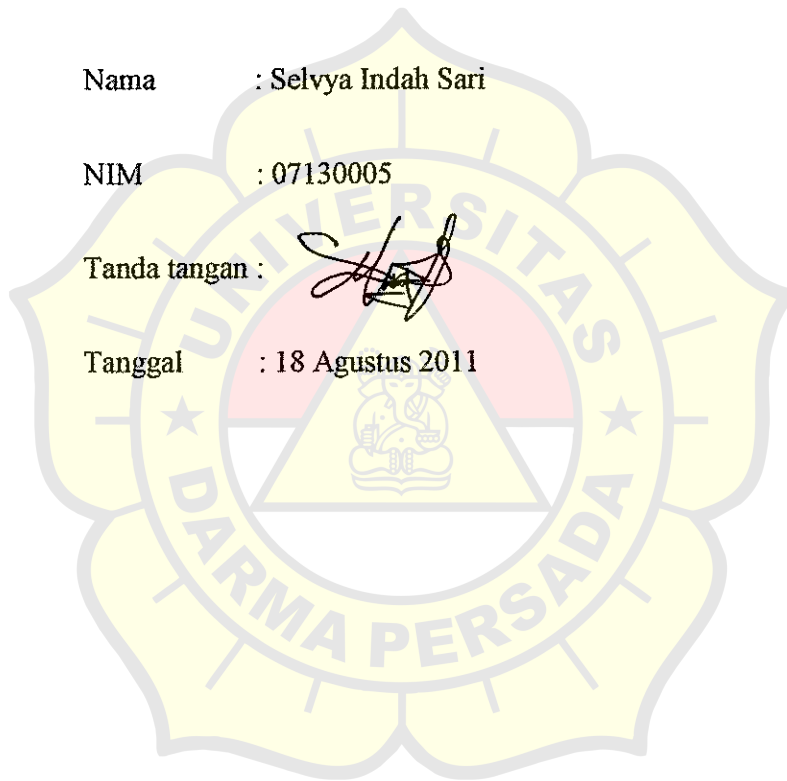 Nama : Selvya Indah Sari
NIM : 07130005
Tanda tangan :
Tanggal : 18 Agustus 2011
UNIVERSITAS
DARMA PERSADA